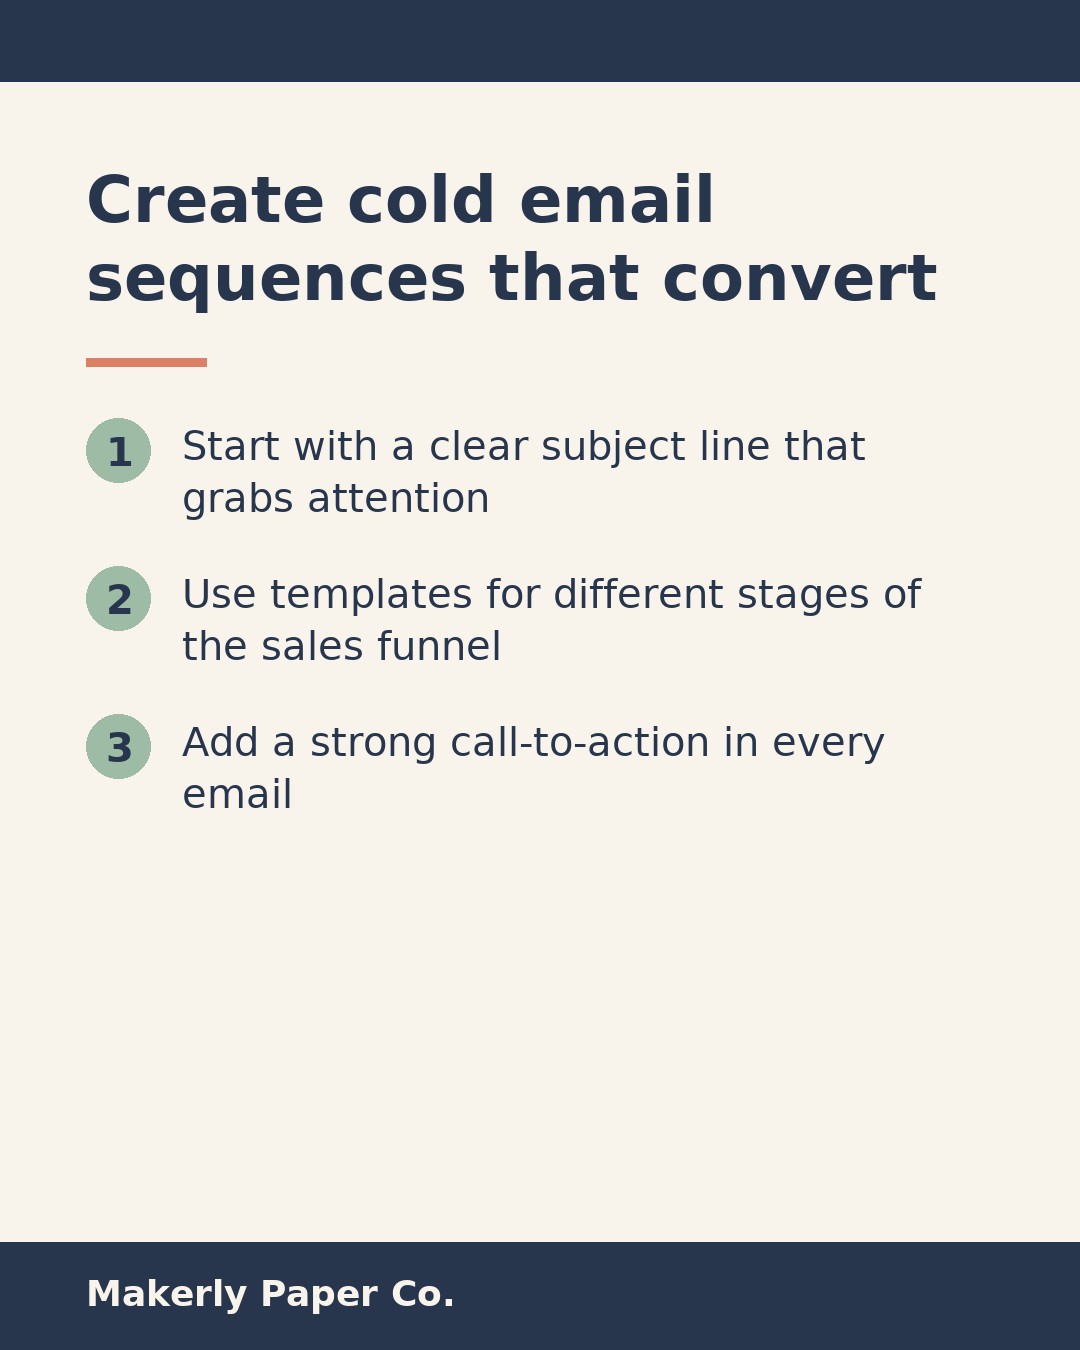 Create cold email
sequences that convert
1 Start with a clear subject line that
grabs attention
2 Use templates for different stages of
the sales funnel
3 Add a strong call-to-action in every
email
Makerly Paper Co.